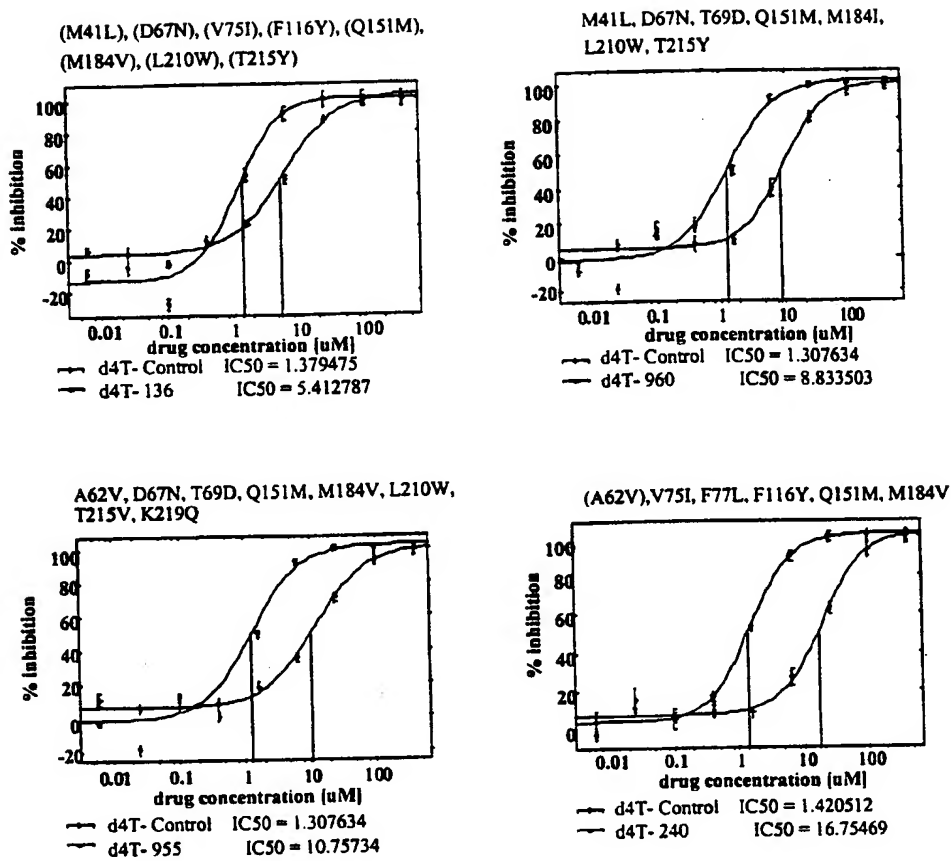 (M41L), (D67N), (V75I), (F116Y), (Q151M),
(M184V), (L210W), (T215Y)
100
80
60
40
20
0
-20
% inhibition
0.01 0.1 1 10 100
drug concentration [uM]
d4T- Control IC50 = 1.379475
d4T- 136 IC50 = 5.412787
M41L, D67N, T69D, Q151M, M184I,
L210W, T215Y
100
80
60
40
20
0
-20
% inhibition
0.01 0.1 1 10 100
drug concentration [uM]
d4T- Control IC50 = 1.307634
d4T- 960 IC50 = 8.833503
A62V, D67N, T69D, Q151M, M184V, L210W,
T215V, K219Q
100
80
60
40
20
0
-20
% inhibition
0.01 0.1 1 10 100
drug concentration [uM]
d4T- Control IC50 = 1.307634
d4T- 955 IC50 = 10.75734
(A62V),V75I, F77L, F116Y, Q151M, M184V
100
80
60
40
20
0
% inhibition
0.01 0.1 1 10 100
drug concentration [uM]
d4T- Control IC50 = 1.420512
d4T- 240 IC50 = 16.75469